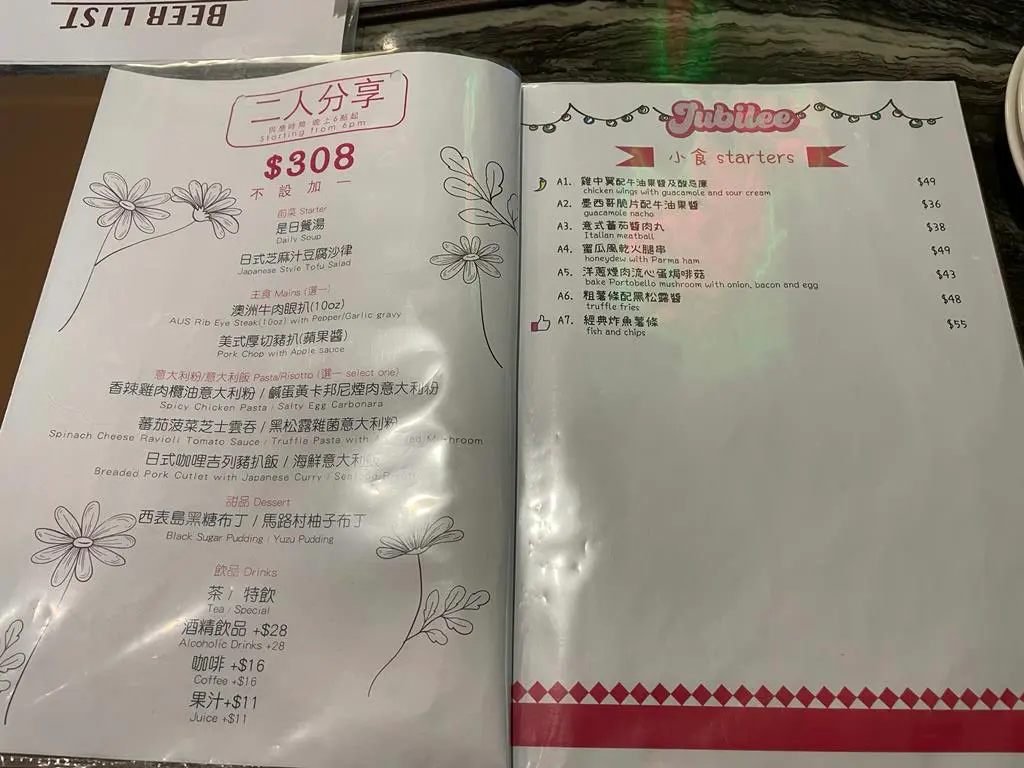 BEER LIST
二人分享
供應時間:晚上6點起
starting from 6pm
$308
不設加一
前菜 Starter
是日餐湯
Daily Soup
日式芝麻汁豆腐沙律
Japanese Style Tofu Salad
主食 Mains (選一)
澳洲牛肉眼扒(10oz)
AUS Rib Eye Steak(10oz) with Pepper/Garlic gravy
美式厚切豬扒(蘋果醬)
Pork Chop with Apple sauce
意大利粉/意大利飯 Pasta/Risotto (選一 select one)
香辣雞肉欖油意大利粉 / 鹹蛋黃卡邦尼煙肉意大利粉
Spicy Chicken Pasta / Salty Egg Carbonara
蕃茄菠菜芝士雲吞 / 黑松露雜菌意大利粉
Spinach Cheese Ravioli Tomato Sauce / Truffle Pasta with Mushroom
日式咖哩吉列豬扒飯 / 海鮮意大利飯
Breaded Pork Cutlet with Japanese Curry /
甜品 Dessert
西表島黑糖布丁 / 馬路村柚子布丁
Black Sugar Pudding / Yuzu Pudding
飲品 Drinks
茶 / 特飲
Tea / Special
酒精飲品 +$28
Alcoholic Drinks +28
咖啡 +$16
Coffee +$16
果汁+$11
Juice +$11
Jubilee
小食 starters
A1. 雞中翼配牛油果醬及酸忌廉 $49
chicken wings with guacamole and sour cream
A2. 墨西哥脆片配牛油果醬 $36
guacamole nacho
A3. 意式蕃茄醬肉丸 $38
Italian meatball
A4. 蜜瓜風乾火腿串 $49
honeydew with Parma ham
A5. 洋蔥煙肉流心蛋焗啡菇 $43
bake Portobello mushroom with onion, bacon and egg
A6. 粗薯條配黑松露醬 $48
truffle fries
A7. 經典炸魚薯條 $55
fish and chips